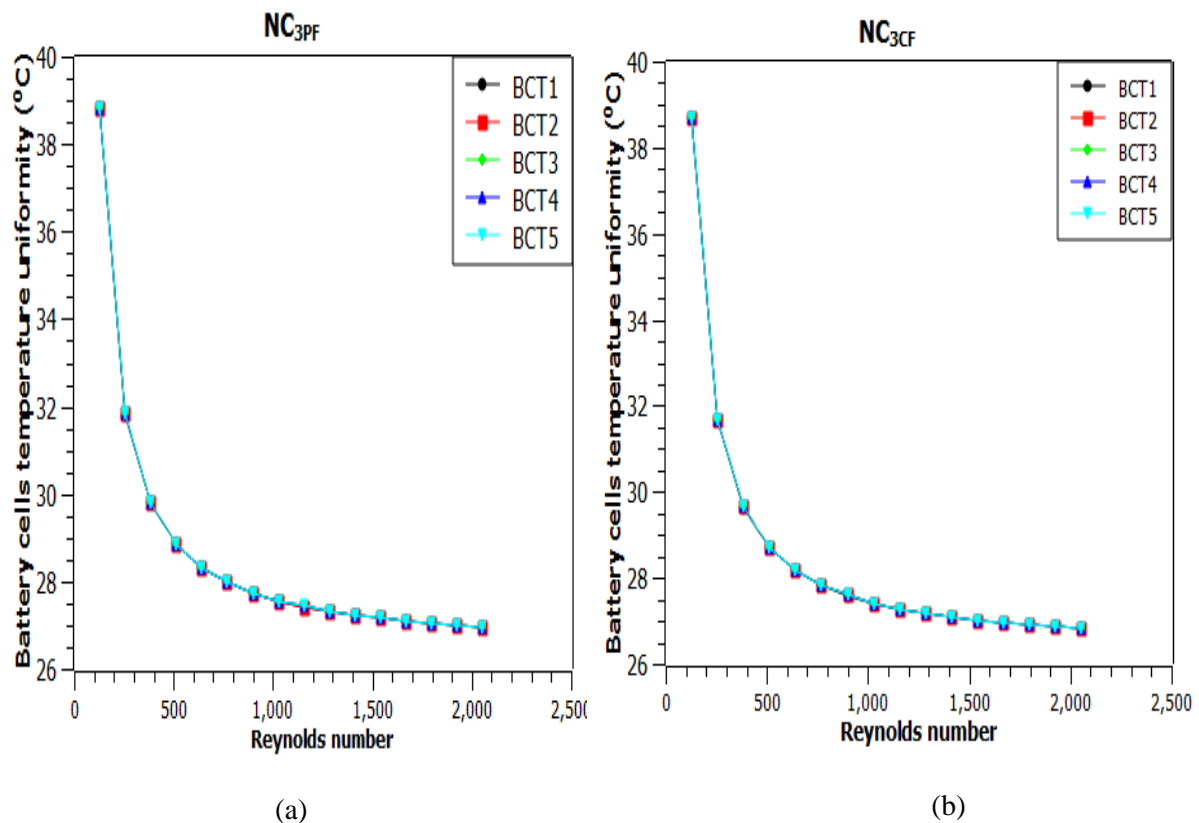 NC3PF
Battery cells temperature uniformity (°C)
40
38
36
34
32
30
28
26
0
500
1,000
1,500
2,000
2,500
Reynolds number
BCT1
BCT2
BCT3
BCT4
BCT5
(a)
NC3CF
Battery cells temperature uniformity (°C)
40
38
36
34
32
30
28
26
0
500
1,000
1,500
2,000
2,500
Reynolds number
BCT1
BCT2
BCT3
BCT4
BCT5
(b)